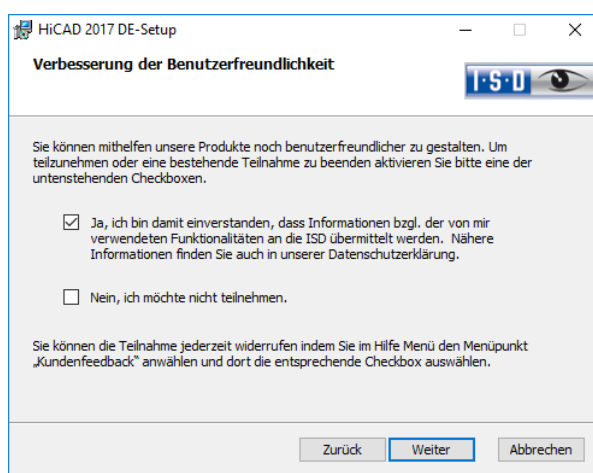 HiCAD 2017 DE-Setup
Verbesserung der Benutzerfreundlichkeit
I·S·D
Sie können mithelfen unsere Produkte noch benutzerfreundlicher zu gestalten. Um
teilzunehmen oder eine bestehende Teilnahme zu beenden aktivieren Sie bitte eine der
untenstehenden Checkboxen.
Ja, ich bin damit einverstanden, dass Informationen bzgl. der von mir
verwendeten Funktionalitäten an die ISD übermittelt werden. Nähere
Informationen finden Sie auch in unserer Datenschutzerklärung.
Nein, ich möchte nicht teilnehmen.
Sie können die Teilnahme jederzeit widerrufen indem Sie im Hilfe Menü den Menüpunkt
„Kundenfeedback" anwählen und dort die entsprechende Checkbox auswählen.
Zurück Weiter Abbrechen